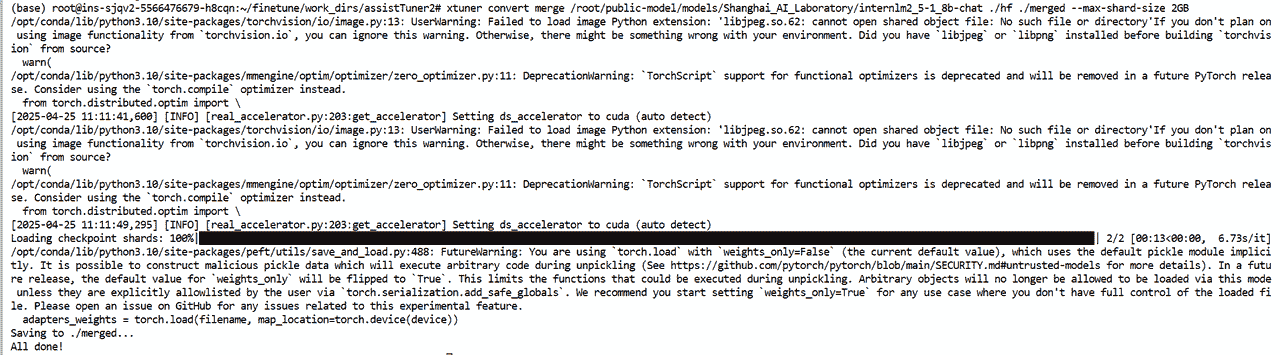 (base) root@ins-sjqv2-5566476679-h8cqn:~/finetune/work_dirs/assistTuner2# xtuner convert merge /root/public-model/models/Shanghai_AI_Laboratory/internlm2_5-1_8b-chat ./hf ./merged --max-shard-size 2GB
/opt/conda/lib/python3.10/site-packages/torchvision/io/image.py:13: UserWarning: Failed to load image Python extension: 'libjpeg.so.62: cannot open shared object file: No such file or directory'If you don't plan on
using image functionality from `torchvision.io`, you can ignore this warning. Otherwise, there might be something wrong with your environment. Did you have `libjpeg` or `libpng` installed before building `torchvis
ion` from source?
warn(
/opt/conda/lib/python3.10/site-packages/mmengine/optim/optimizer/zero_optimizer.py:11: DeprecationWarning: `TorchScript` support for functional optimizers is deprecated and will be removed in a future PyTorch relea
se. Consider using the `torch.compile` optimizer instead.
from torch.distributed.optim import \
[2025-04-25 11:11:41,600] [INFO] [real_accelerator.py:203:get_accelerator] Setting ds_accelerator to cuda (auto detect)
/opt/conda/lib/python3.10/site-packages/torchvision/io/image.py:13: UserWarning: Failed to load image Python extension: 'libjpeg.so.62: cannot open shared object file: No such file or directory'If you don't plan on
using image functionality from `torchvision.io`, you can ignore this warning. Otherwise, there might be something wrong with your environment. Did you have `libjpeg` or `libpng` installed before building `torchvis
ion` from source?
warn(
/opt/conda/lib/python3.10/site-packages/mmengine/optim/optimizer/zero_optimizer.py:11: DeprecationWarning: `TorchScript` support for functional optimizers is deprecated and will be removed in a future PyTorch relea
se. Consider using the `torch.compile` optimizer instead.
from torch.distributed.optim import \
[2025-04-25 11:11:49,295] [INFO] [real_accelerator.py:203:get_accelerator] Setting ds_accelerator to cuda (auto detect)
Loading checkpoint shards: 100%| | 2/2 [00:13<00:00, 6.73s/it]
/opt/conda/lib/python3.10/site-packages/peft/utils/save_and_load.py:488: FutureWarning: You are using `torch.load` with `weights_only=False` (the current default value), which uses the default pickle module implici
tly. It is possible to construct malicious pickle data which will execute arbitrary code during unpickling (See https://github.com/pytorch/pytorch/blob/main/SECURITY.md#untrusted-models for more details). In a futu
re release, the default value for `weights_only` will be flipped to `True`. This limits the functions that could be executed during unpickling. Arbitrary objects will no longer be allowed to be loaded via this mode
unless they are explicitly allowlisted by the user via `torch.serialization.add_safe_globals`. We recommend you start setting `weights_only=True` for any use case where you don't have full control of the loaded fi
le. Please open an issue on GitHub for any issues related to this experimental feature.
adapters_weights = torch.load(filename, map_location=torch.device(device))
Saving to ./merged...
All done!